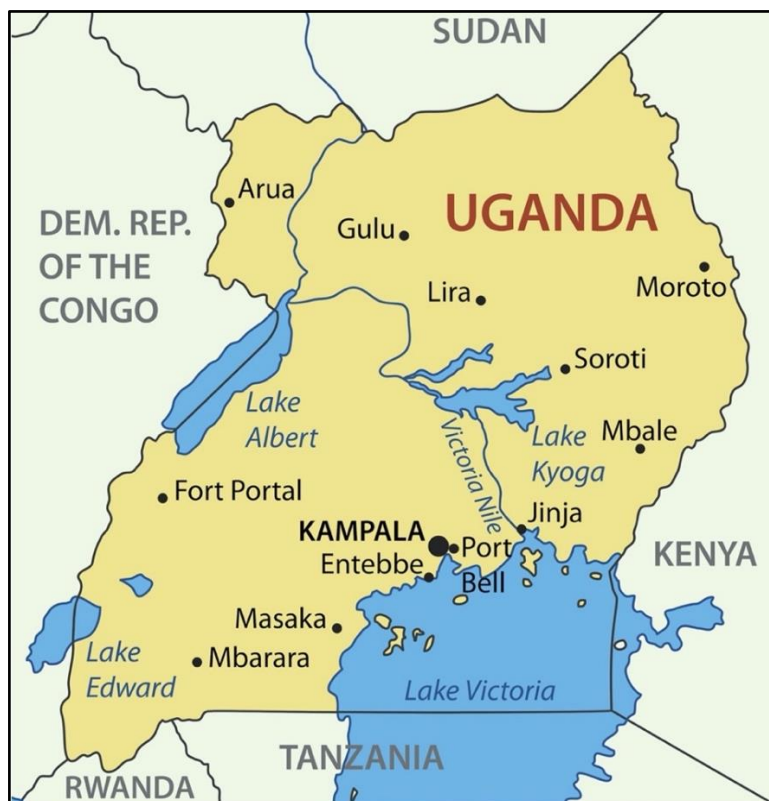 SUDAN
Arua
UGANDA
DEM. REP.
OF THE
CONGO
Gulu
Moroto
Lira
Soroti
Lake
Albert
Victoria Nile
Lake
Kyoga
Mbale
Fort Portal
Jinja
KAMPALA
Port
Bell
Entebbe
KENYA
Masaka
Lake
Edward
Mbarara
Lake Victoria
TANZANIA
RWANDA